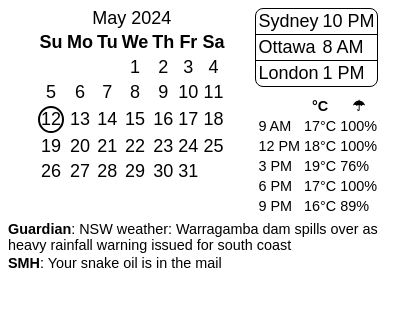 May 2024
Su Mo Tu We Th Fr Sa
1 2 3 4
5 6 7 8 9 10 11
12 13 14 15 16 17 18
19 20 21 22 23 24 25
26 27 28 29 30 31
Sydney 10 PM
Ottawa 8 AM
London 1 PM
°C ☂
9 AM 17°C 100%
12 PM 18°C 100%
3 PM 19°C 76%
6 PM 17°C 100%
9 PM 16°C 89%
Guardian: NSW weather: Warragamba dam spills over as
heavy rainfall warning issued for south coast
SMH: Your snake oil is in the mail